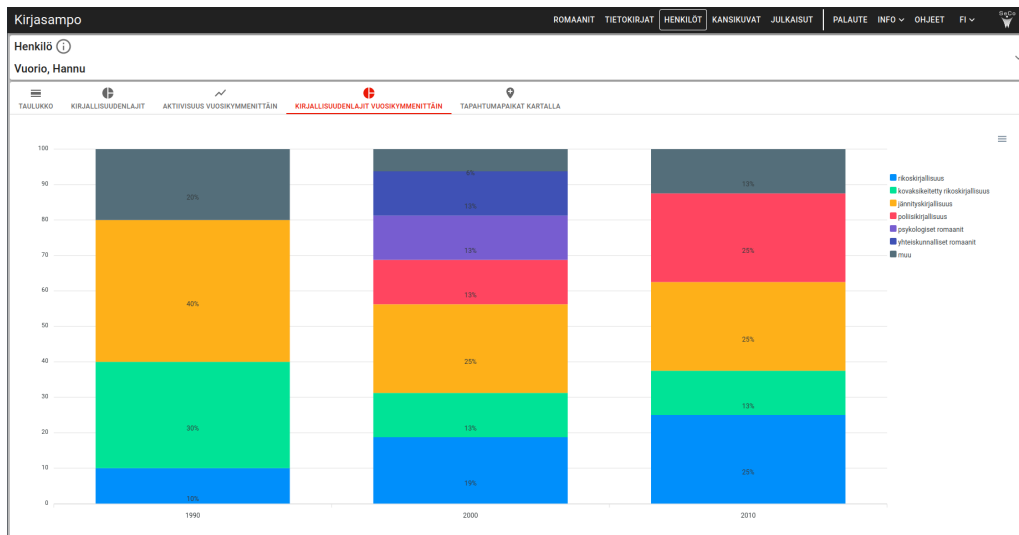 Kirjasampo
ROMAANIT TIETOKIRJAT HENKILÖT KANSIKUVAT JULKAISUT PALAUTE INFO OHJEET FI SeCo
Henkilö
Vuorio, Hannu
TAULUKKO KIRJALLISUUDENLAJIT AKTIIVISUUS VUOSIKYMMENITTÄIN KIRJALLISUUDENLAJIT VUOSIKYMMENITTÄIN TAPAHTUMAPAIKAT KARTALLA
100
90
80
70
60
50
40
30
20
10
0
20%
40%
30%
10%
6%
13%
13%
13%
25%
13%
19%
13%
25%
25%
13%
25%
1990 2000 2010
rikoskirjallisuus
kovaksikeitetty rikoskirjallisuus
jännityskirjallisuus
poliisikirjallisuus
psykologiset romaanit
yhteiskunnalliset romaanit
muu